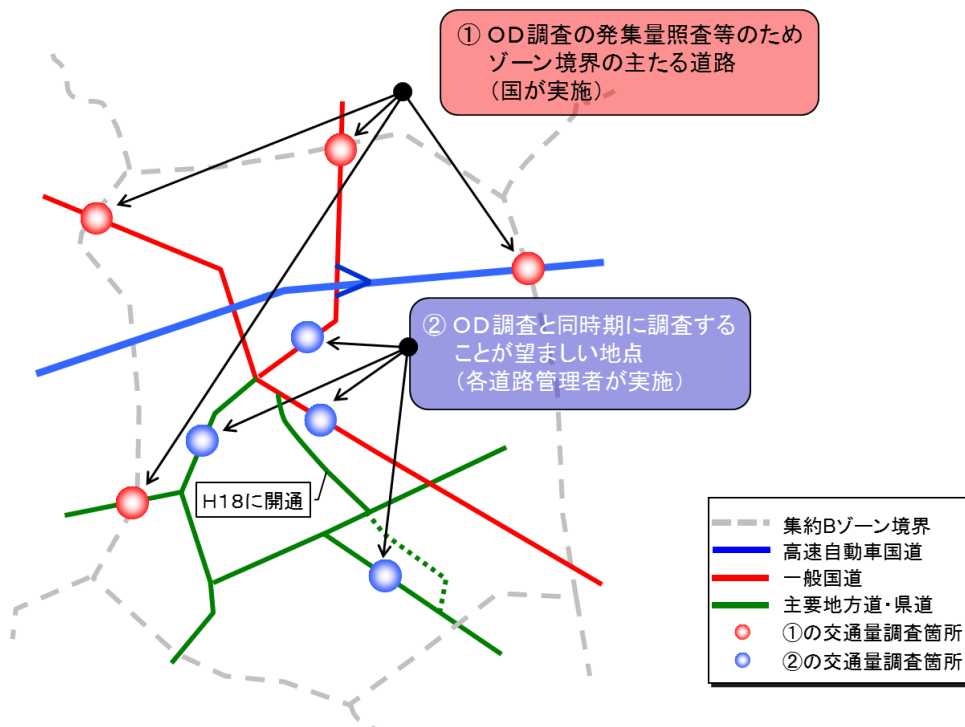 ① OD調査の発集量照査等のため
ゾーン境界の主たる道路
(国が実施)
② OD調査と同時期に調査する
ことが望ましい地点
(各道路管理者が実施)
H18に開通
集約Bゾーン境界
高速自動車国道
一般国道
主要地方道・県道
①の交通量調査箇所
②の交通量調査箇所